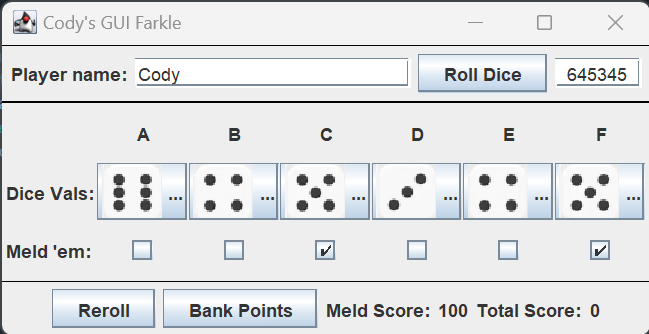 Cody's GUI Farkle
Player name: Cody Roll Dice 645345
A B C D E F
Dice Vals: ... ... ... ... ... ...
Meld 'em:
Reroll Bank Points Meld Score: 100 Total Score: 0